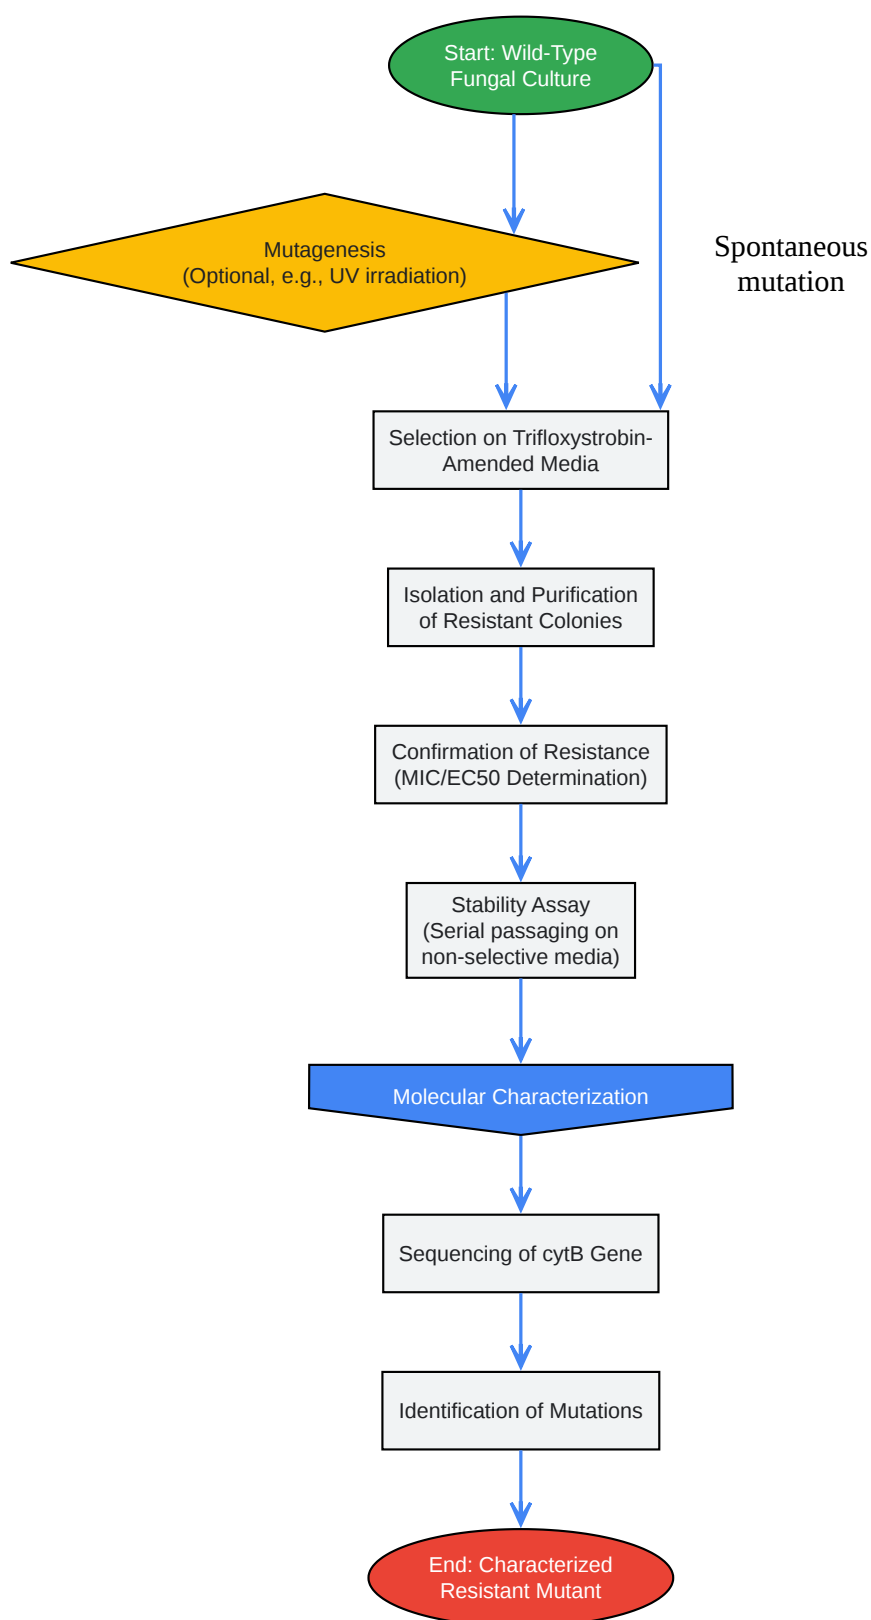 Start: Wild-Type
Fungal Culture
Mutagenesis
(Optional, e.g., UV irradiation)
Spontaneous
mutation
Selection on Trifloxystrobin-
Amended Media
Isolation and Purification
of Resistant Colonies
Confirmation of Resistance
(MIC/EC50 Determination)
Stability Assay
(Serial passaging on
non-selective media)
Molecular Characterization
Sequencing of cytB Gene
Identification of Mutations
End: Characterized
Resistant Mutant